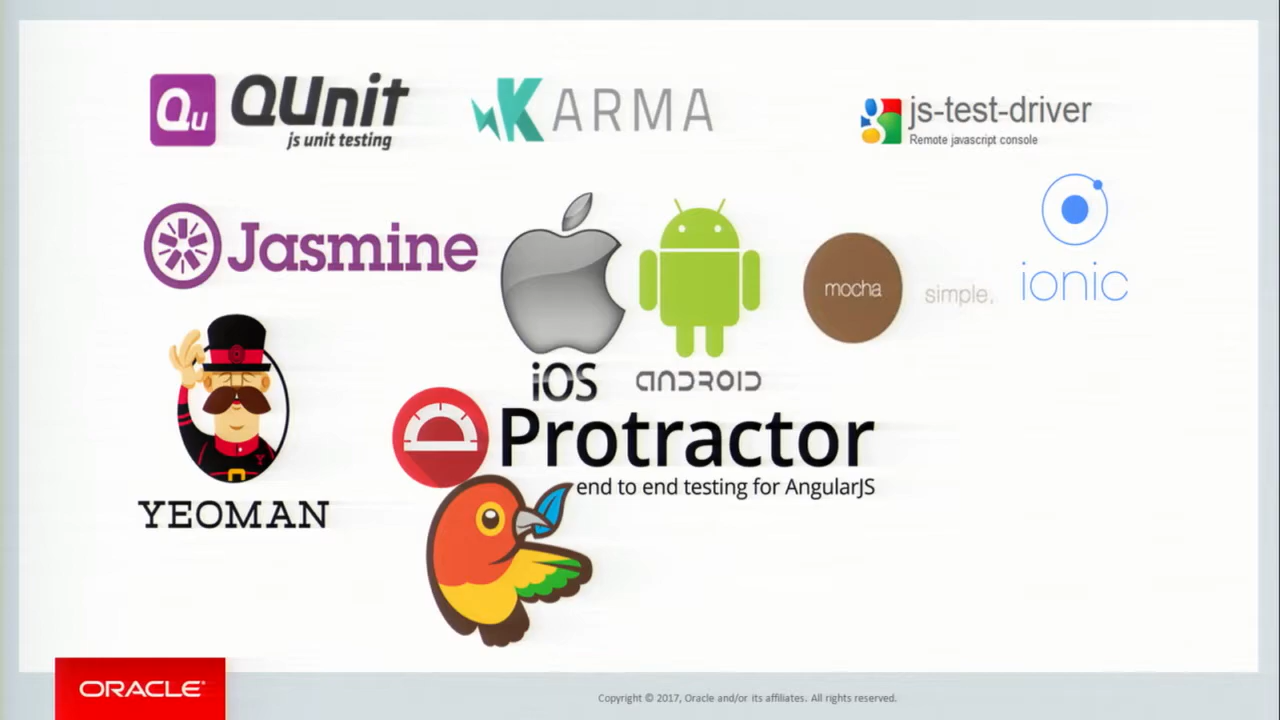 Qu
QUnit
js unit testing
KARMA
js-test-driver
Remote javascript console
Jasmine
mocha
simple.
ionic
iOS
ANDROID
YEOMAN
Protractor
end to end testing for AngularJS
ORACLE®
Copyright © 2017, Oracle and/or its affiliates. All rights reserved.